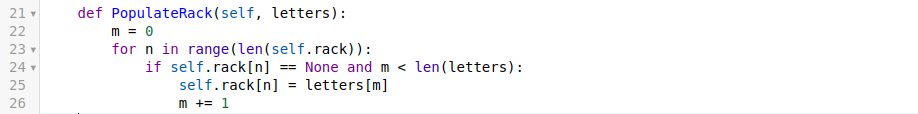 21 def PopulateRack(self, letters):
22 m = 0
23 for n in range(len(self.rack)):
24 if self.rack[n] == None and m < len(letters):
25 self.rack[n] = letters[m]
26 m += 1